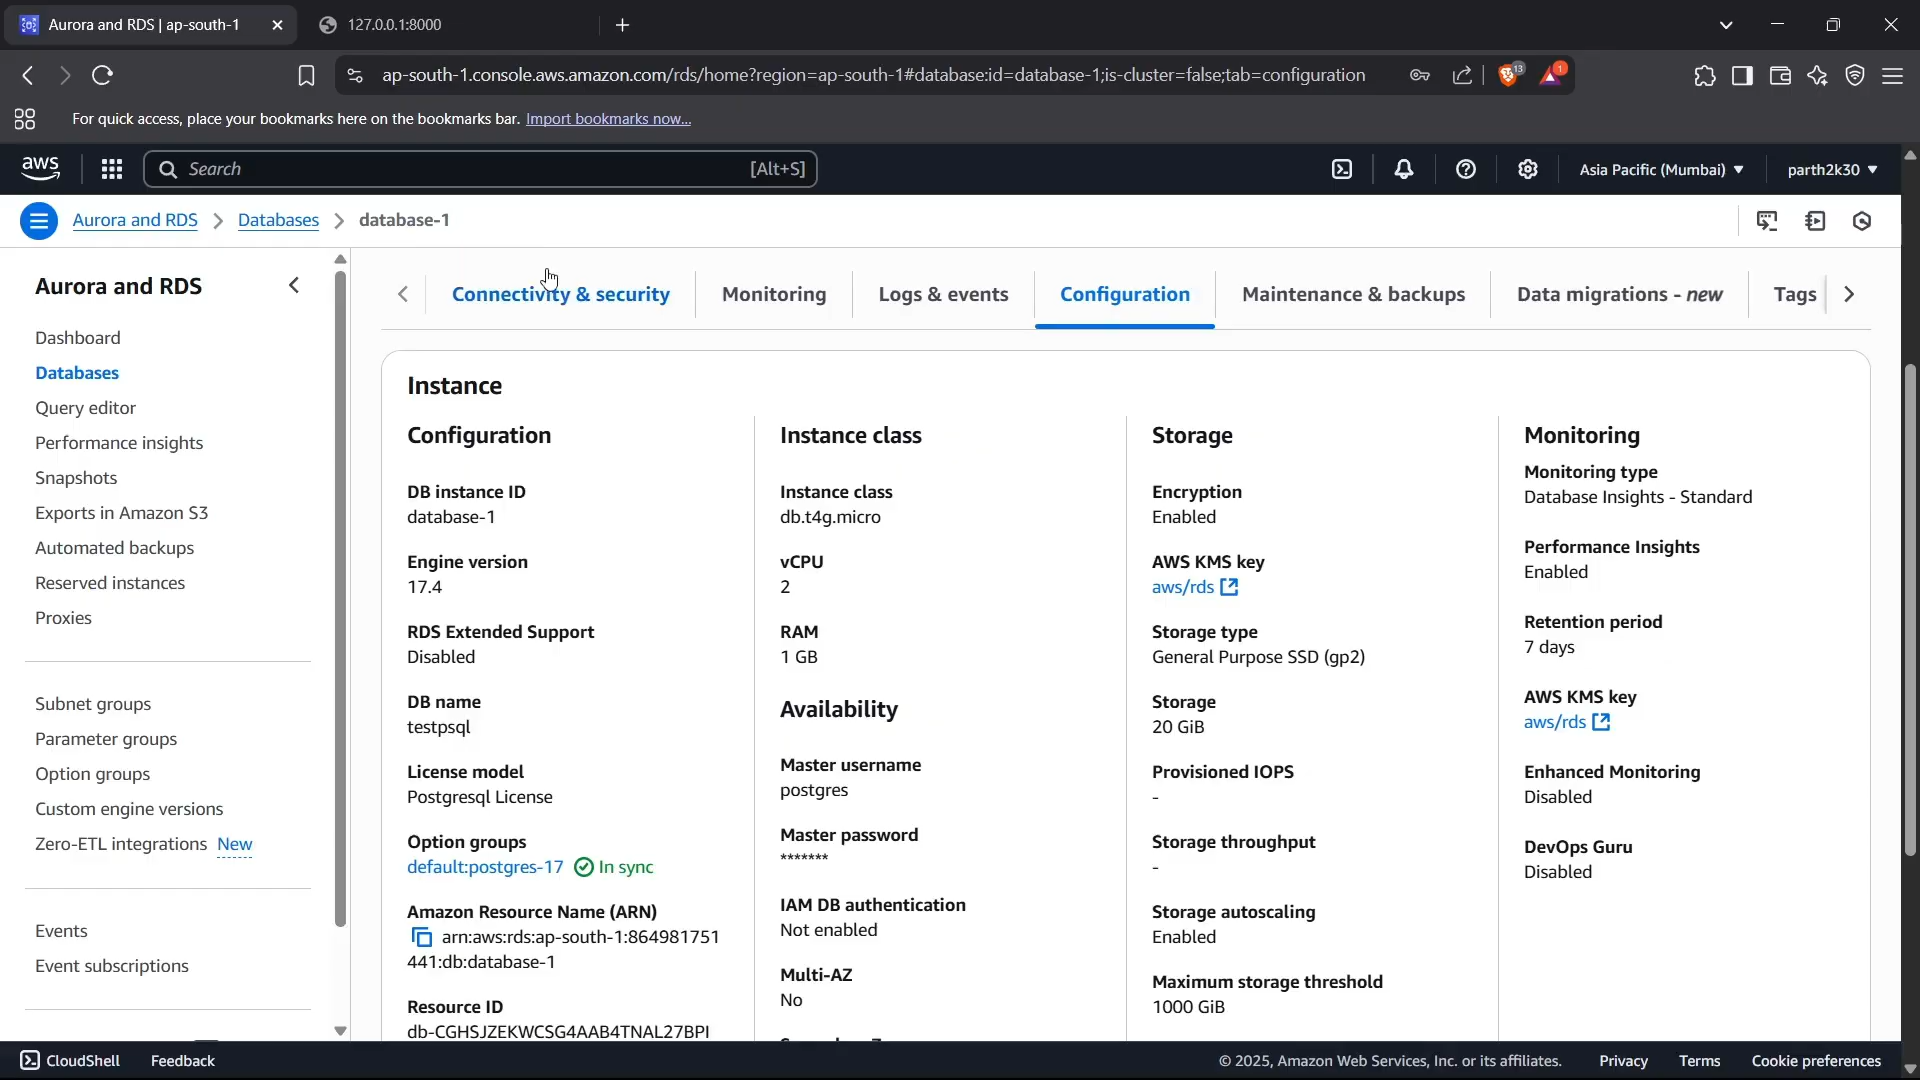 Aurora and RDS | ap-south-1
127.0.0.1:8000
ap-south-1.console.aws.amazon.com/rds/home?region=ap-south-1#database:id=database-1;is-cluster=false;tab=configuration
13
1
For quick access, place your bookmarks here on the bookmarks bar. Import bookmarks now...
aws
Search
[Alt+S]
Asia Pacific (Mumbai)
parth2k30
Aurora and RDS
Databases
database-1
Aurora and RDS
Dashboard
Databases
Query editor
Performance insights
Snapshots
Exports in Amazon S3
Automated backups
Reserved instances
Proxies
Subnet groups
Parameter groups
Option groups
Custom engine versions
Zero-ETL integrations New
Events
Event subscriptions
Connectivity & security
Monitoring
Logs & events
Configuration
Maintenance & backups
Data migrations - new
Tags
Instance
Configuration
DB instance ID
database-1
Engine version
17.4
RDS Extended Support
Disabled
DB name
testpsql
License model
Postgresql License
Option groups
default:postgres-17 In sync
Amazon Resource Name (ARN)
arn:aws:rds:ap-south-1:864981751
441:db:database-1
Resource ID
db-CGHSJZEKWCSG4AAB4TNAL27BPI
Instance class
Instance class
db.t4g.micro
vCPU
2
RAM
1 GB
Availability
Master username
postgres
Master password
*******
IAM DB authentication
Not enabled
Multi-AZ
No
Storage
Encryption
Enabled
AWS KMS key
aws/rds
Storage type
General Purpose SSD (gp2)
Storage
20 GiB
Provisioned IOPS
-
Storage throughput
-
Storage autoscaling
Enabled
Maximum storage threshold
1000 GiB
Monitoring
Monitoring type
Database Insights - Standard
Performance Insights
Enabled
Retention period
7 days
AWS KMS key
aws/rds
Enhanced Monitoring
Disabled
DevOps Guru
Disabled
CloudShell
Feedback
© 2025, Amazon Web Services, Inc. or its affiliates.
Privacy
Terms
Cookie preferences